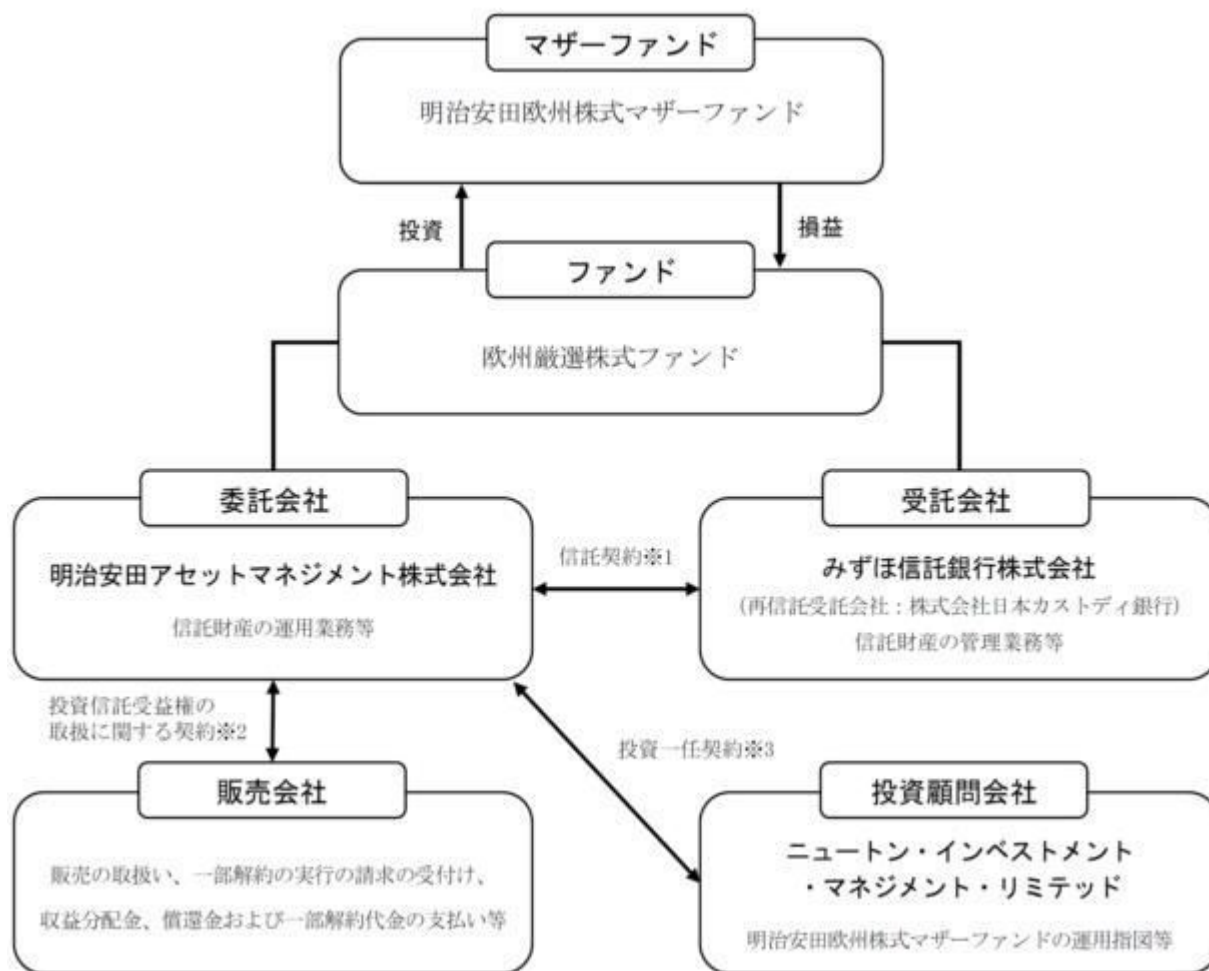 マザーファンド
明治安田欧州株式マザーファンド
投資
損益
ファンド
欧州厳選株式ファンド
委託会社
明治安田アセットマネジメント株式会社
信託財産の運用業務等
信託契約※1
受託会社
みずほ信託銀行株式会社
(再信託受託会社：株式会社日本カストディ銀行)
信託財産の管理業務等
投資信託受益権の
取扱に関する契約※2
投資一任契約※3
販売会社
販売の取扱い、一部解約の実行の請求の受付け、
収益分配金、償還金および一部解約代金の支払い等
投資顧問会社
ニュートン・インベストメント
・マネジメント・リミテッド
明治安田欧州株式マザーファンドの運用指図等